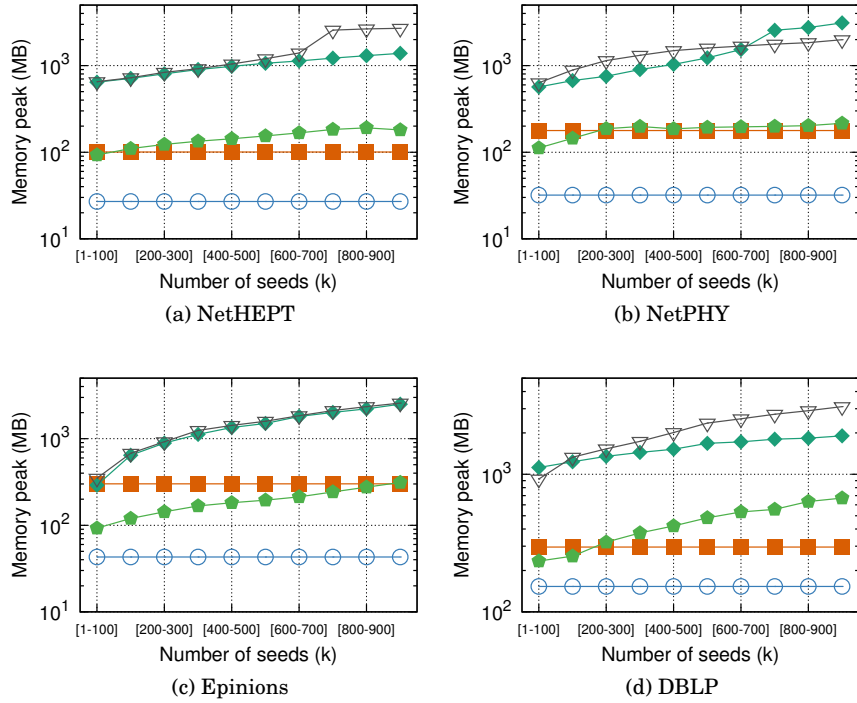 Memory peak (MB)
10^3
10^2
10^1
[1-100] [200-300] [400-500] [600-700] [800-900]
Number of seeds (k)
(a) NetHEPT
Memory peak (MB)
10^3
10^2
10^1
[1-100] [200-300] [400-500] [600-700] [800-900]
Number of seeds (k)
(b) NetPHY
Memory peak (MB)
10^3
10^2
10^1
[1-100] [200-300] [400-500] [600-700] [800-900]
Number of seeds (k)
(c) Epinions
Memory peak (MB)
10^3
10^2
[1-100] [200-300] [400-500] [600-700] [800-900]
Number of seeds (k)
(d) DBLP